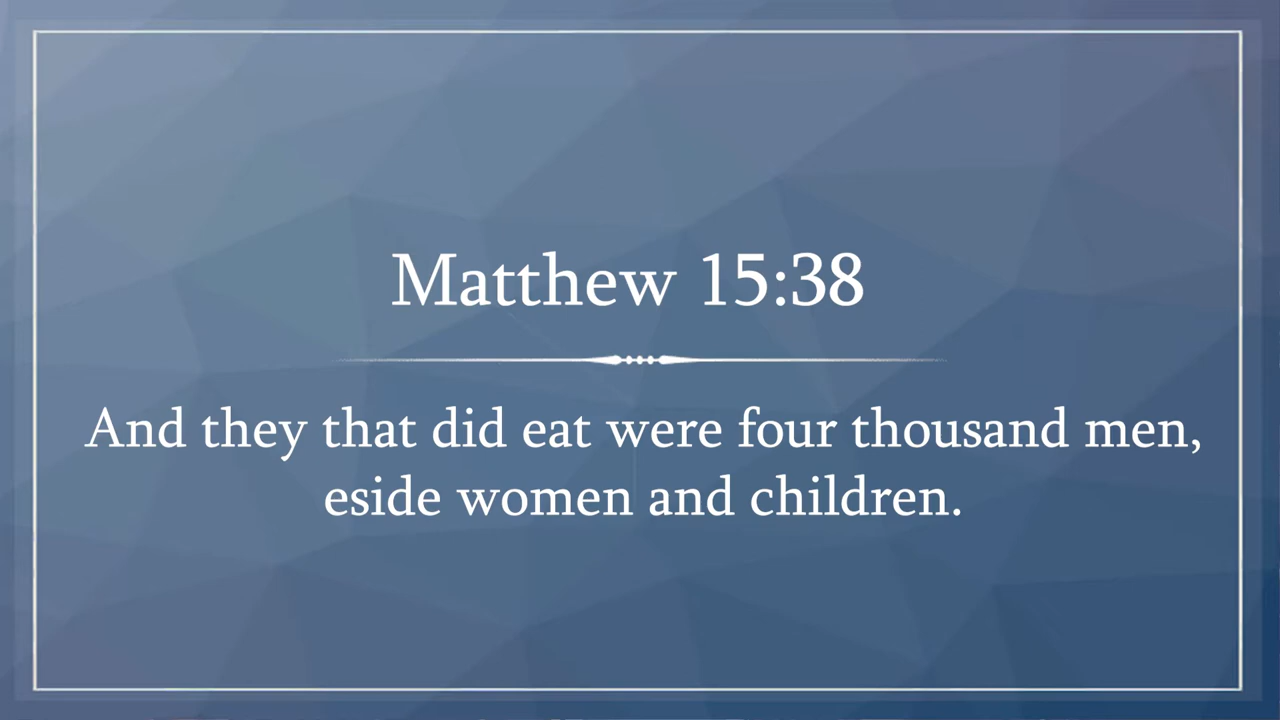 Matthew 15:38
And they that did eat were four thousand men,
eside women and children.